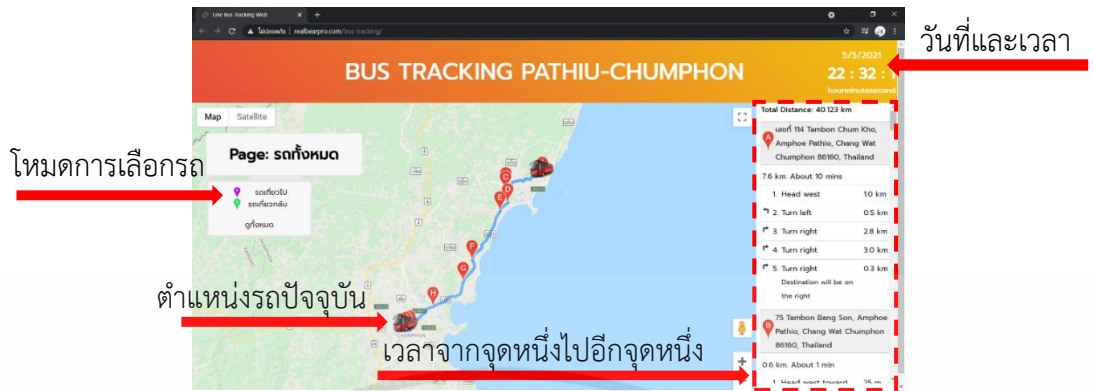 Line Bus Tracking Web
ไม่ปลอดภัย | realbearpro.com/bus-tracking/
วันที่และเวลา
BUS TRACKING PATHIU-CHUMPHON
5/5/2021
22 : 32 : 1
hourminutesecond
Map Satellite
Page: รถทั้งหมด
โหมดการเลือกรถ
รถเที่ยวไป
รถเที่ยวกลับ
ดูทั้งหมด
ตำแหน่งรถปัจจุบัน
เวลาจากจุดหนึ่งไปอีกจุดหนึ่ง
C
D
E
F
G
H
CHUMPHON
Total Distance: 40.123 km
A
เลขที่ 114 Tambon Chum Kho,
Amphoe Pathio, Chang Wat
Chumphon 86160, Thailand
7.6 km. About 10 mins
1. Head west 1.0 km
2. Turn left 0.5 km
3. Turn right 2.8 km
4. Turn right 3.0 km
5. Turn right 0.3 km
Destination will be on
the right
B
75 Tambon Bang Son, Amphoe
Pathio, Chang Wat Chumphon
86160, Thailand
0.6 km. About 1 min
1. Head west toward 25 m